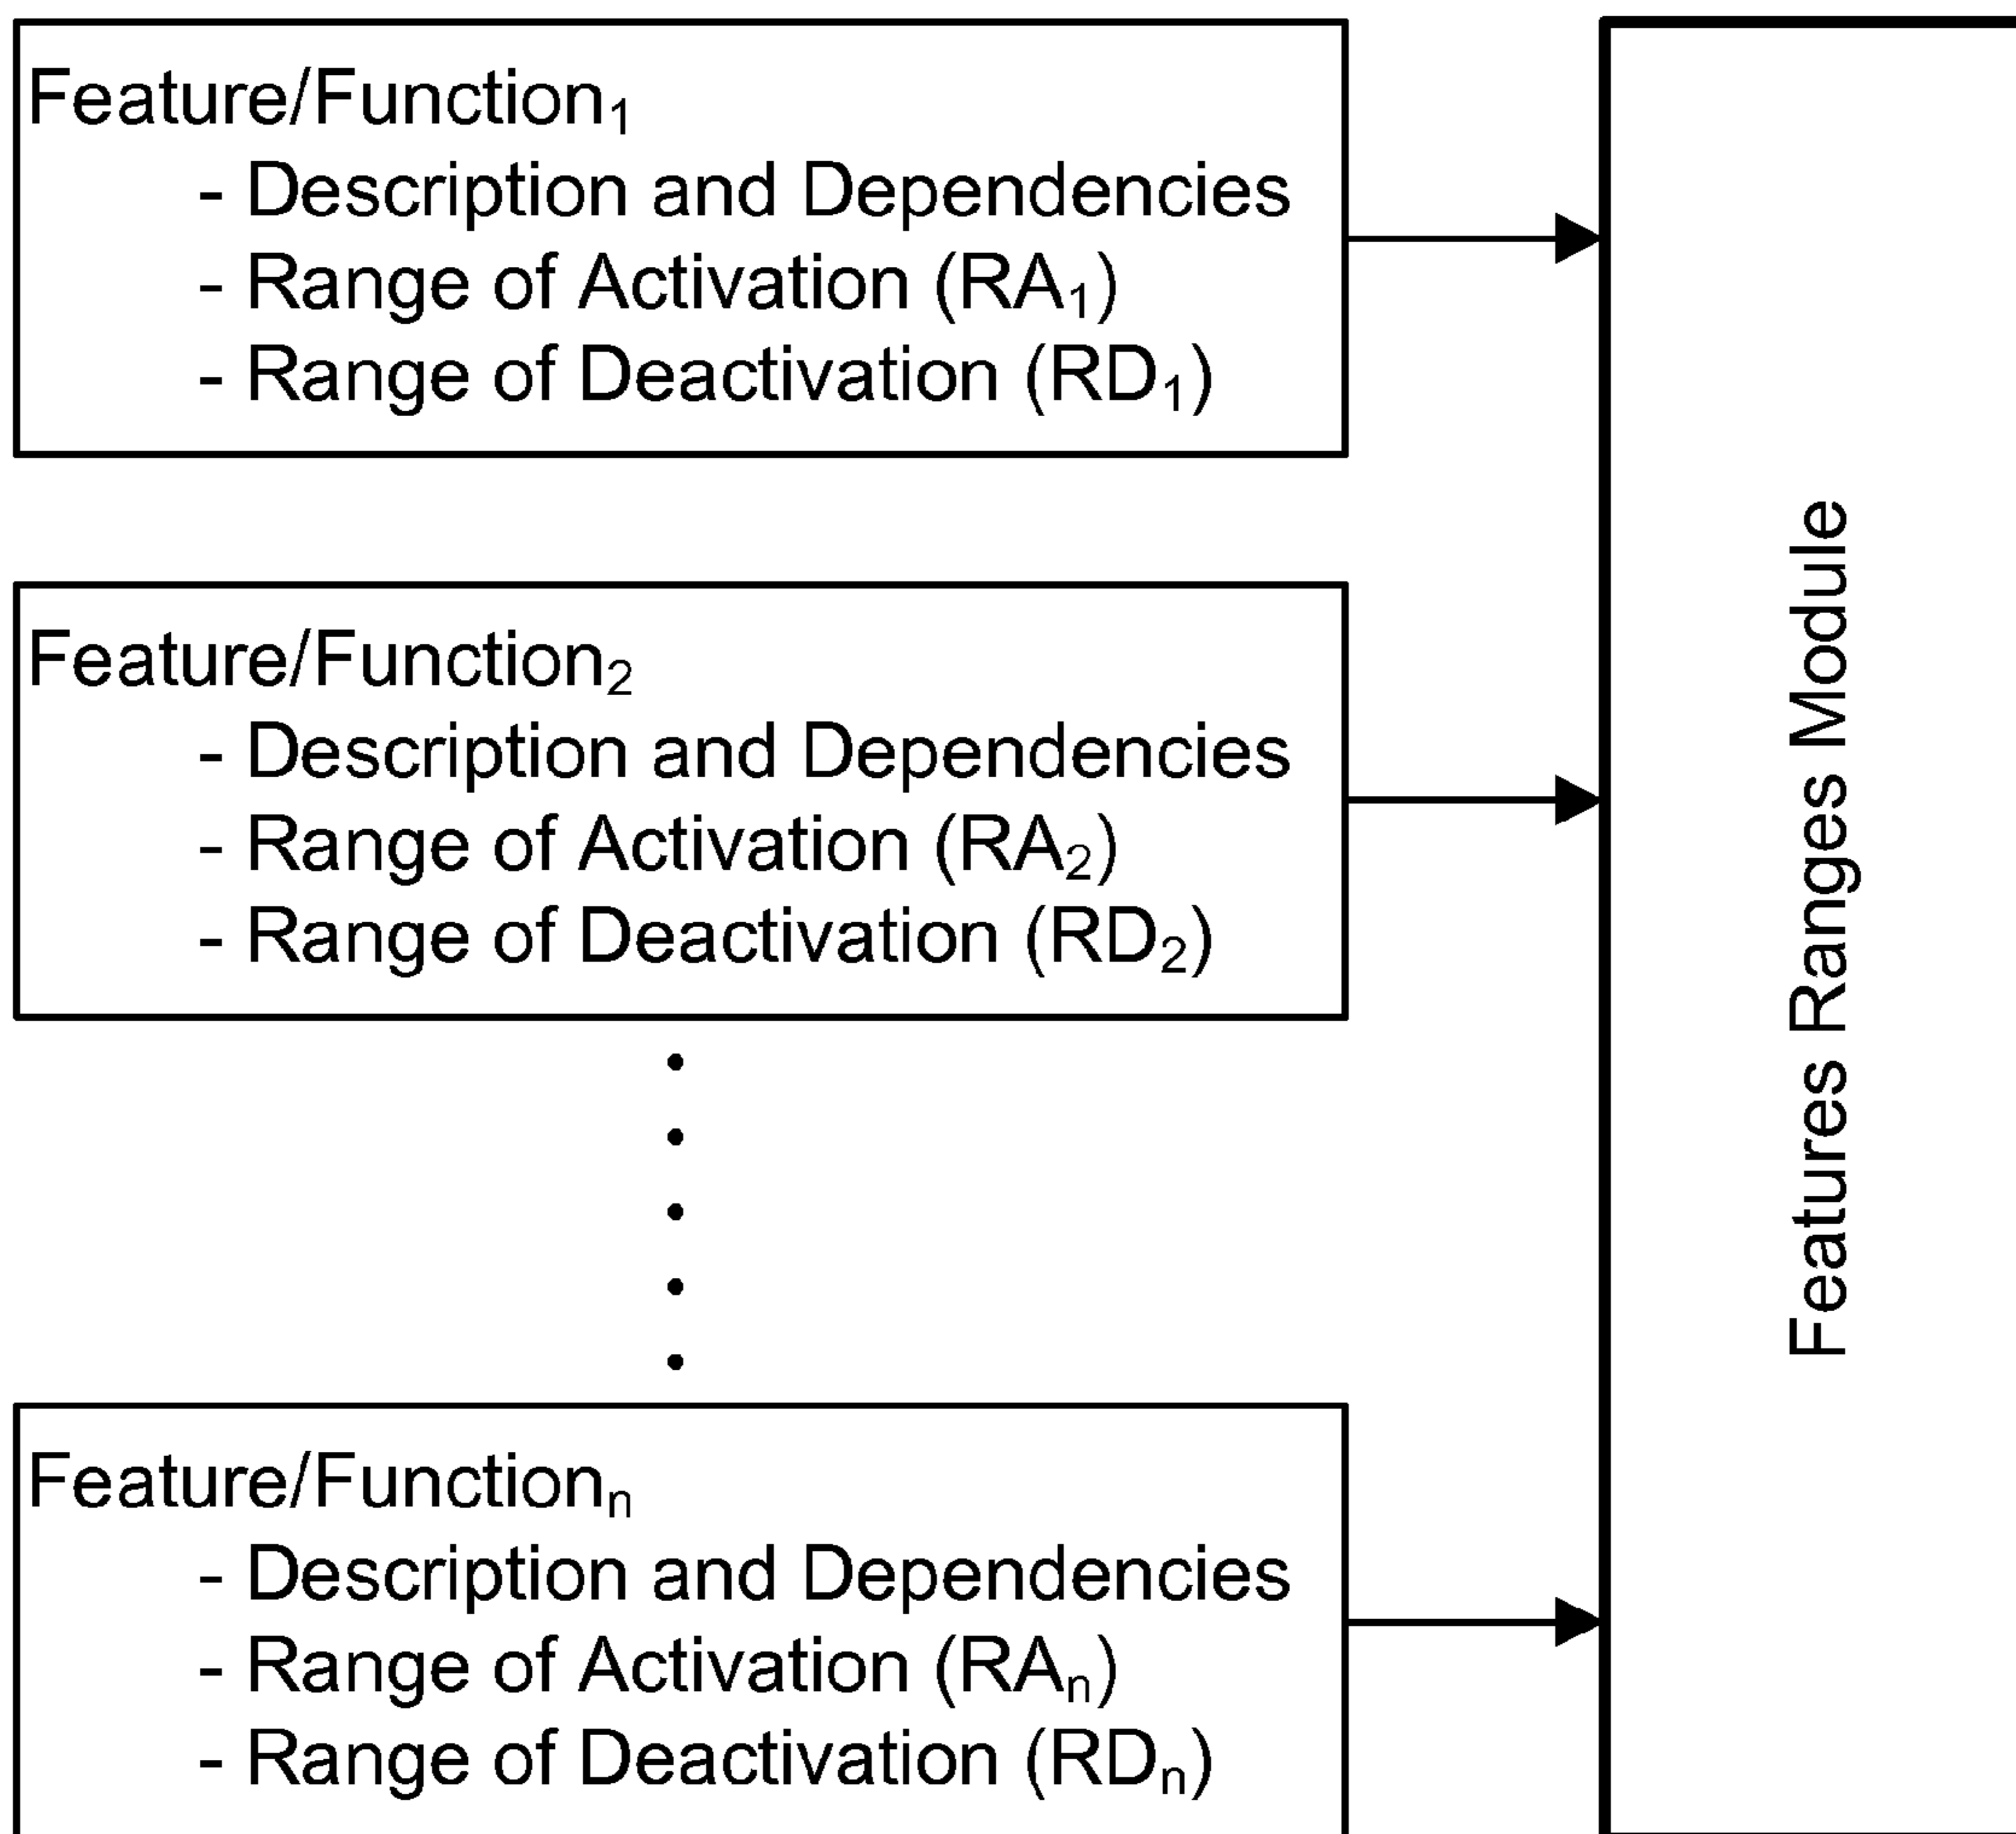 Feature/Function₁
- Description and Dependencies
- Range of Activation (RA₁)
- Range of Deactivation (RD₁)
Feature/Function₂
- Description and Dependencies
- Range of Activation (RA₂)
- Range of Deactivation (RD₂)
Feature/Functionₙ
- Description and Dependencies
- Range of Activation (RAₙ)
- Range of Deactivation (RDₙ)
Features Ranges Module